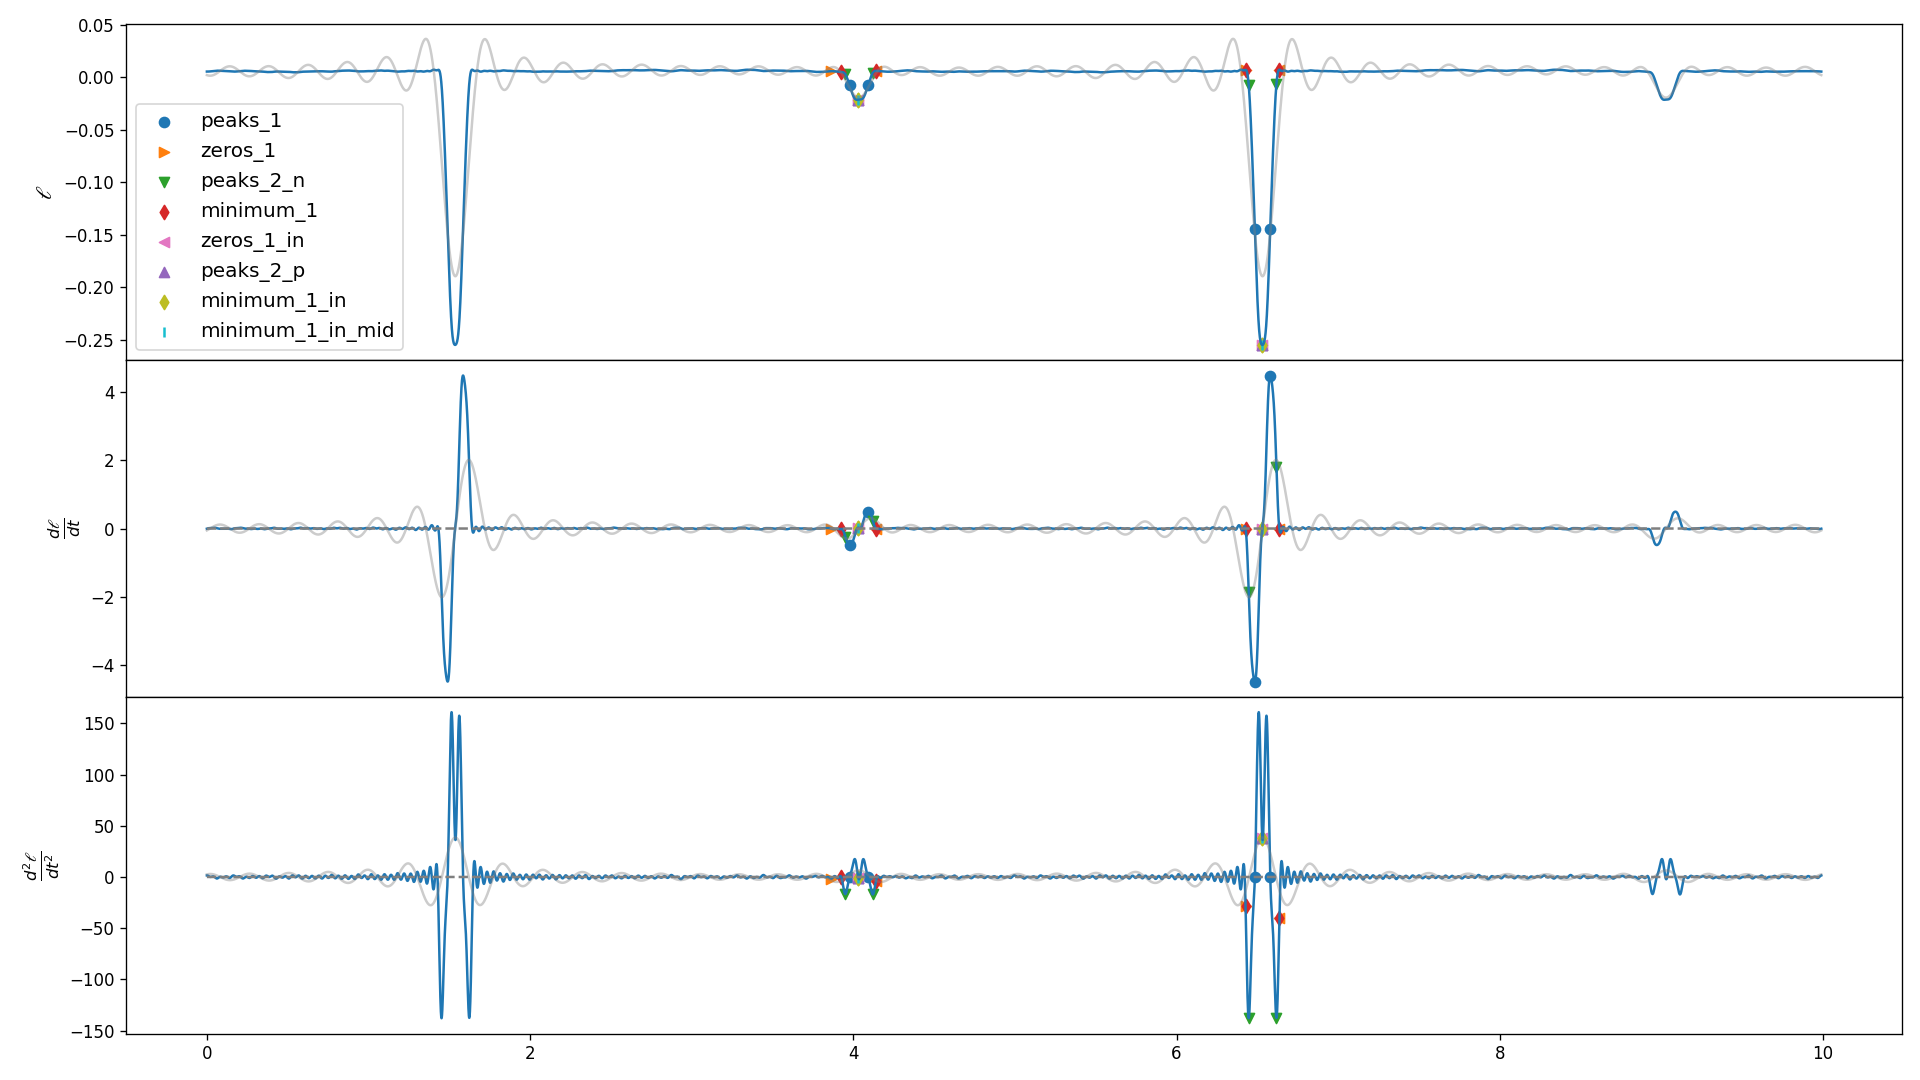 0.05
0.00
−0.05
−0.10
−0.15
−0.20
−0.25
ℓ
peaks_1
zeros_1
peaks_2_n
minimum_1
zeros_1_in
peaks_2_p
minimum_1_in
minimum_1_in_mid
4
2
0
−2
−4
dℓ
dt
150
100
50
0
−50
−100
−150
d²ℓ
dt²
0 2 4 6 8 10